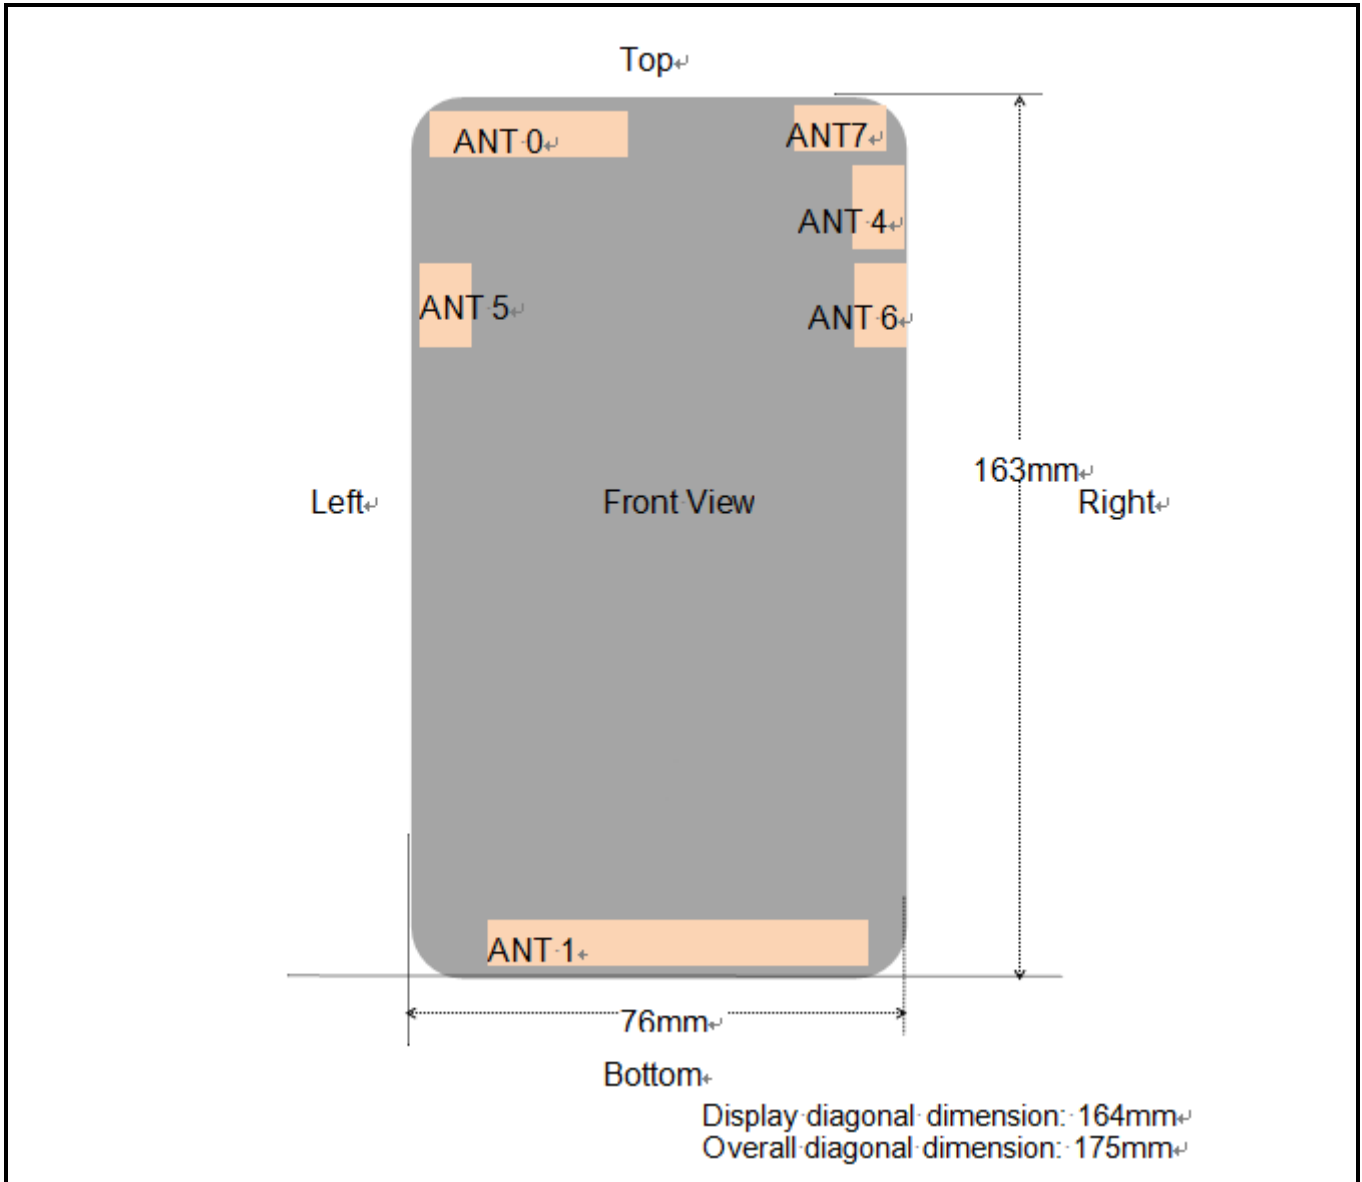 Top
ANT 0
ANT7
ANT 4
ANT 5
ANT 6
163mm
Left
Front View
Right
ANT 1
76mm
Bottom
Display diagonal dimension: 164mm
Overall diagonal dimension: 175mm